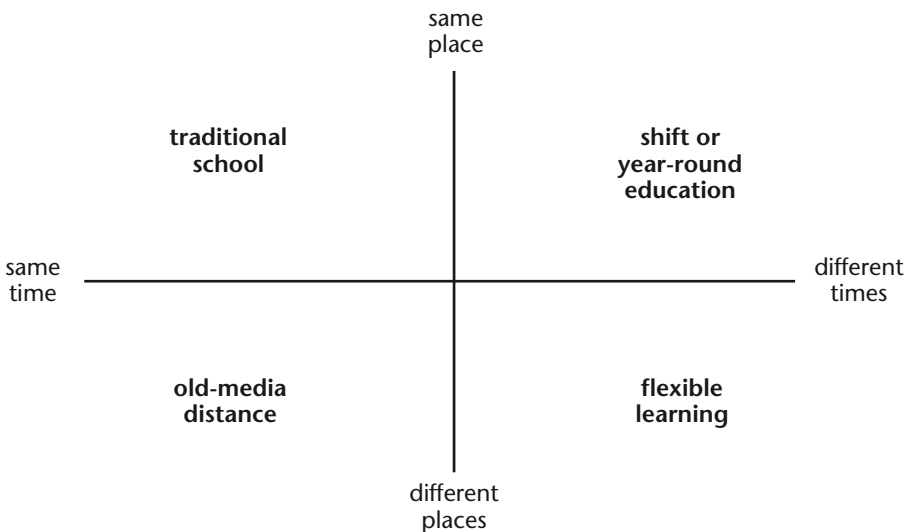 same
place
traditional
school
shift or
year-round
education
same
time
different
times
old-media
distance
flexible
learning
different
places